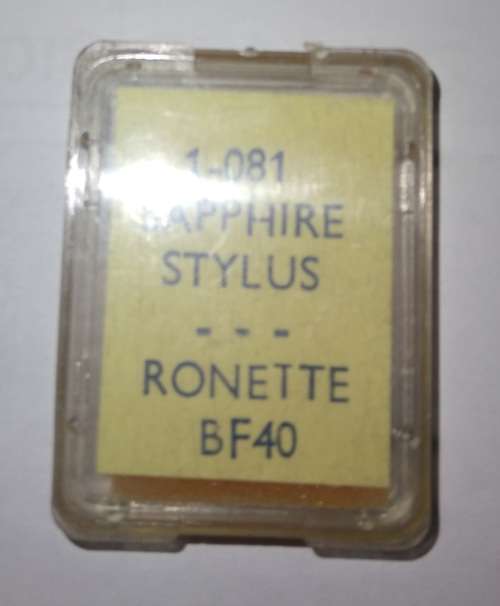 1-081
SAPPHIRE
STYLUS
- - -
RONETTE
BF40